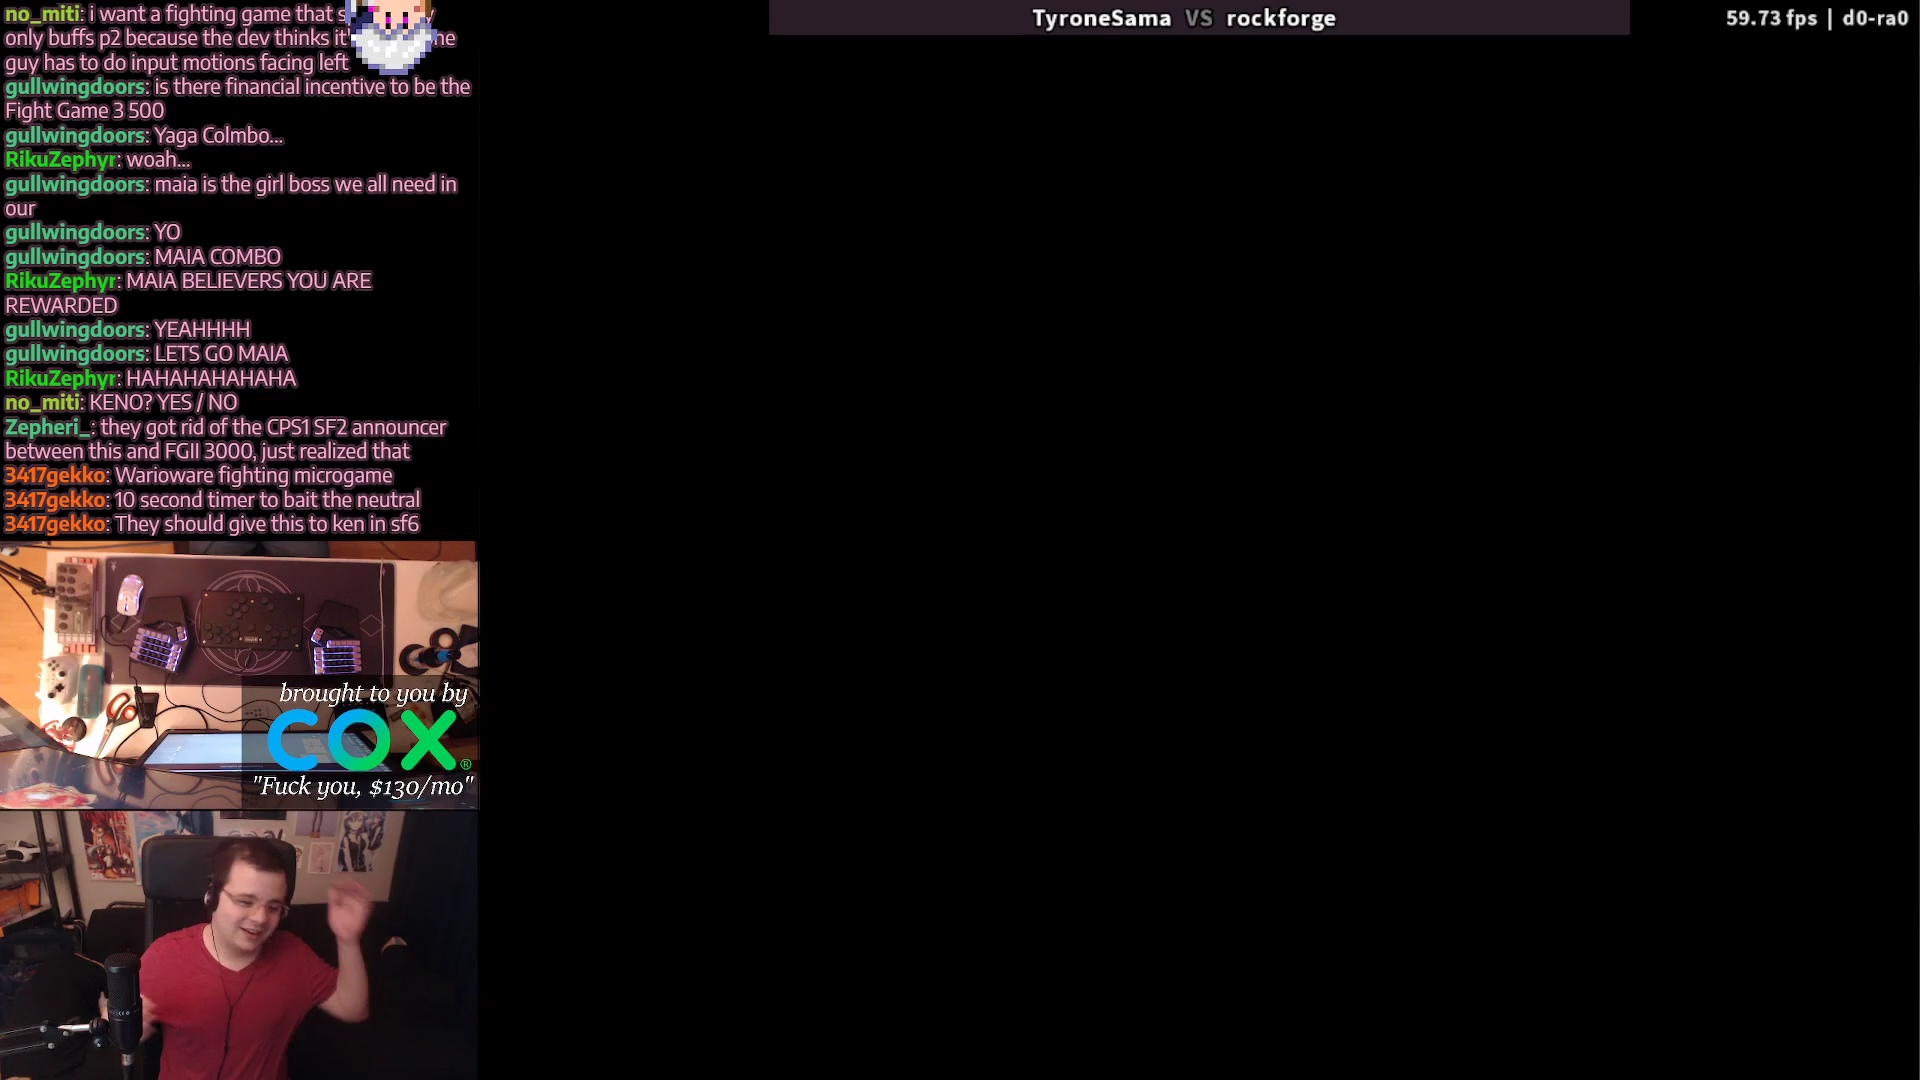 no_miti: i want a fighting game that
only buffs p2 because the dev thinks
guy has to do input motions facing left
gullwingdoors: is there financial incentive to be the
Fight Game 3 500
gullwingdoors: Yaga Colmbo...
RikuZephyr: woah...
gullwingdoors: maia is the girl boss we all need in
our
gullwingdoors: YO
gullwingdoors: MAIA COMBO
RikuZephyr: MAIA BELIEVERS YOU ARE
REWARDED
gullwingdoors: YEAHHHH
gullwingdoors: LETS GO MAIA
RikuZephyr: HAHAHAHAHAHA
no_miti: KENO? YES / NO
Zepheri_: they got rid of the CPS1 SF2 announcer
between this and FGII 3000, just realized that
3417gekko: Warioware fighting microgame
3417gekko: 10 second timer to bait the neutral
3417gekko: They should give this to ken in sf6
brought to you by
COX®
"Fuck you, $130/mo"
TyroneSama VS rockforge
59.73 fps | d0-ra0